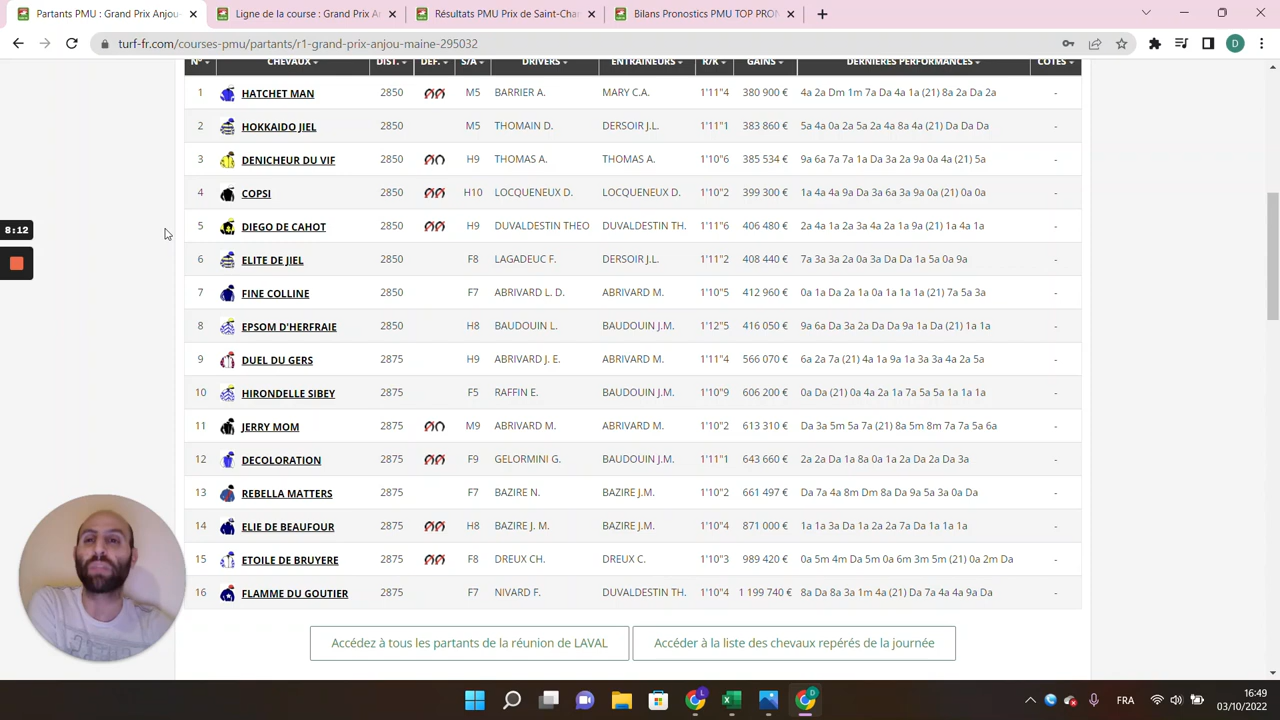 Partants PMU : Grand Prix Anjou-
Ligne de la course : Grand Prix A
Résultats PMU Prix de Saint-Cha
Bilans Pronostics PMU TOP PRO
turf-fr.com/courses-pmu/partants/r1-grand-prix-anjou-maine-295032
D
N° CHEVAUX DIST. DEF. S/A DRIVERS ENTRAINEURS R/K GAINS DERNIÈRES PERFORMANCES COTES
1 HATCHET MAN 2850 M5 BARRIER A. MARY C.A. 1'11"4 380 900 € 4a 2a Dm 1m 7a Da 4a 1a (21) 8a 2a Da 2a -
2 HOKKAIDO JIEL 2850 M5 THOMAIN D. DERSOIR J.L. 1'11"1 383 860 € 5a 4a 0a 2a 5a 2a 4a 8a 4a (21) Da Da Da -
3 DENICHEUR DU VIF 2850 H9 THOMAS A. THOMAS A. 1'10"6 385 534 € 9a 6a 7a 7a 1a Da 3a 2a 9a 0a 4a (21) 5a -
4 COPSI 2850 H10 LOCQUENEUX D. LOCQUENEUX D. 1'10"2 399 300 € 1a 4a 4a 9a Da 3a 6a 3a 9a 0a (21) 0a 0a -
5 DIEGO DE CAHOT 2850 H9 DUVALDESTIN THEO DUVALDESTIN TH. 1'11"6 406 480 € 2a 4a 1a 2a 3a 4a 2a 1a 9a (21) 1a 4a 1a -
6 ELITE DE JIEL 2850 F8 LAGADEUC F. DERSOIR J.L. 1'11"2 408 440 € 7a 3a 3a 2a 0a 3a Da Da 1a 5a 0a 9a -
7 FINE COLLINE 2850 F7 ABRIVARD L. D. ABRIVARD M. 1'10"5 412 960 € 0a 1a Da 2a 1a 0a 1a 1a 1a (21) 7a 5a 3a -
8 EPSOM D'HERFRAIE 2850 H8 BAUDOUIN L. BAUDOUIN J.M. 1'12"5 416 050 € 9a 6a Da 3a 2a Da Da 9a 1a Da (21) 1a 1a -
9 DUEL DU GERS 2875 H9 ABRIVARD J. E. ABRIVARD M. 1'11"4 566 070 € 6a 2a 7a (21) 4a 1a 9a 1a 3a 3a 4a 2a 5a -
10 HIRONDELLE SIBEY 2875 F5 RAFFIN E. BAUDOUIN J.M. 1'10"9 606 200 € 0a Da (21) 0a 4a 2a 1a 7a 5a 5a 1a 1a 1a -
11 JERRY MOM 2875 M9 ABRIVARD M. ABRIVARD M. 1'10"2 613 310 € Da 3a 5m 5a 7a (21) 8a 5m 8m 7a 7a 5a 6a -
12 DECOLORATION 2875 F9 GELORMINI G. BAUDOUIN J.M. 1'11"1 643 660 € 2a 2a Da 1a 8a 0a 1a 2a Da 2a Da 3a -
13 REBELLA MATTERS 2875 F7 BAZIRE N. BAZIRE J.M. 1'10"2 661 497 € Da 7a 4a 8m Dm 8a Da 9a 5a 3a 0a Da -
14 ELIE DE BEAUFOUR 2875 H8 BAZIRE J. M. BAZIRE J.M. 1'10"4 871 000 € 1a 1a 3a Da 1a 2a 2a 7a Da 1a 1a 1a -
15 ETOILE DE BRUYERE 2875 F8 DREUX CH. DREUX C. 1'10"3 989 420 € 0a 5m 4m Da 5m 0a 6m 3m 5m (21) 0a 2m Da -
16 FLAMME DU GOUTIER 2875 F7 NIVARD F. DUVALDESTIN TH. 1'10"4 1 199 740 € 8a Da 8a 3a 1m 4a (21) Da 7a 4a 4a 9a Da -
8:12
Accédez à tous les partants de la réunion de LAVAL
Accéder à la liste des chevaux repérés de la journée
FRA
16:49
03/10/2022